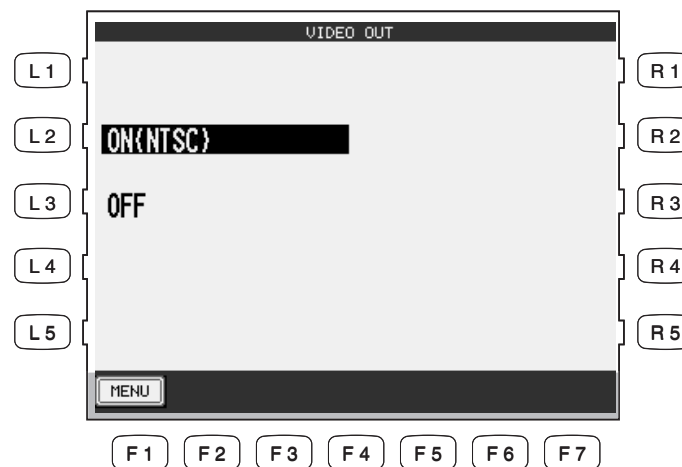 VIDEO OUT
L1 R1
L2 ON{NTSC} R2
L3 OFF R3
L4 R4
L5 R5
MENU
F1 F2 F3 F4 F5 F6 F7